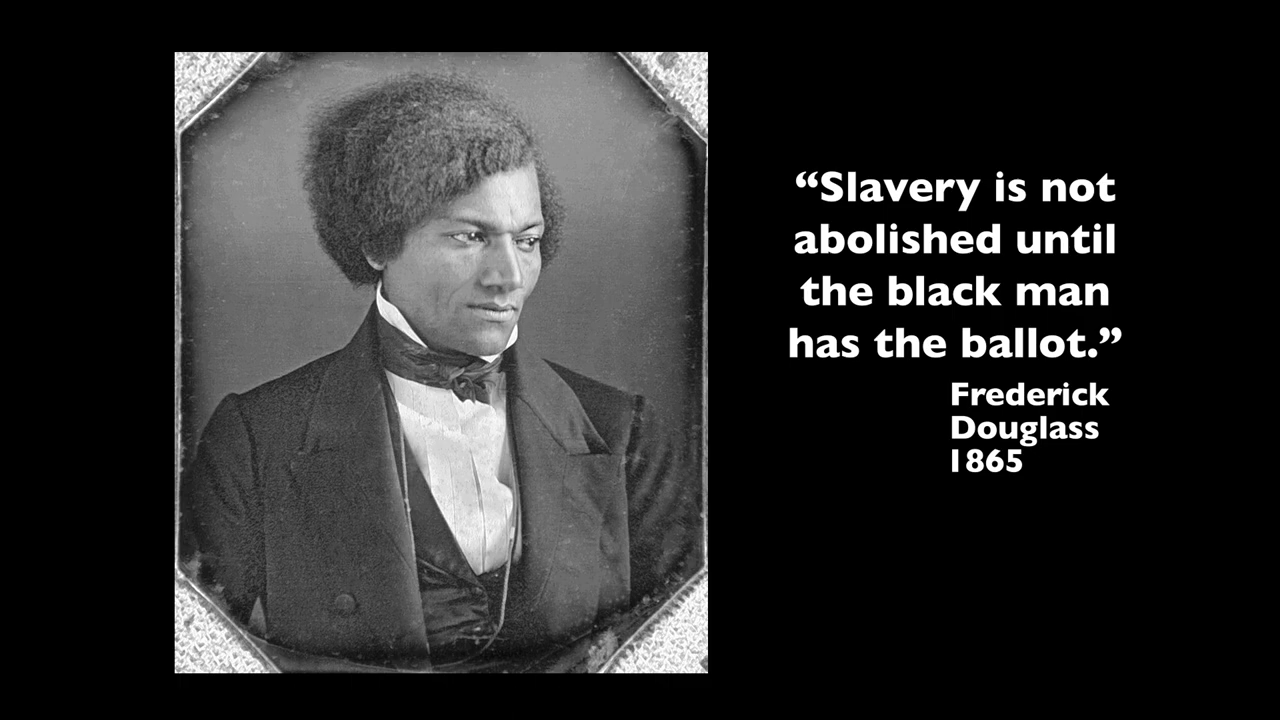 “Slavery is not
abolished until
the black man
has the ballot.”
Frederick
Douglass
1865